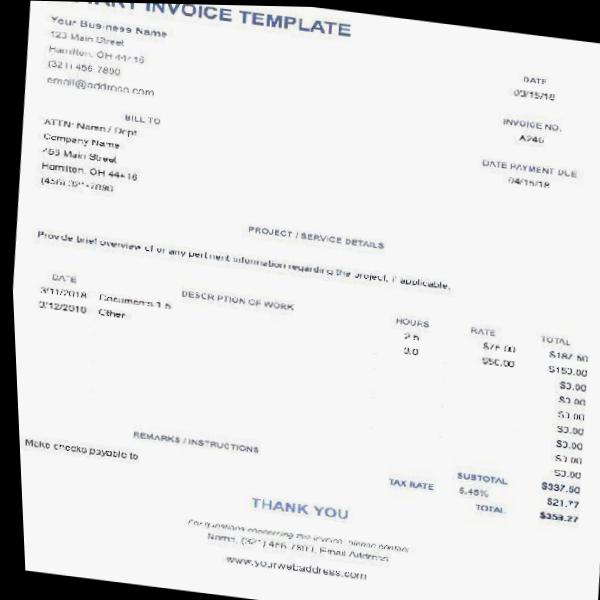 INVOICE TEMPLATE
Your Business Name
123 Main Street
Hamilton, OH 44416
(321) 456-7890
email@address.com
DATE
03/15/18
INVOICE NO.
A246
DATE PAYMENT DUE
04/15/18
BILL TO
ATTN: Name / Dept
Company Name
Main Street
Hamilton, OH 44416
(456) 321-7890
PROJECT / SERVICE DETAILS
Provide brief overview of or any pertinent information regarding the project, if applicable.
DATE DESCRIPTION OF WORK HOURS RATE TOTAL
3/11/2018 Documents 1.5 2.5 $75.00 $187.50
Other 3.0 $50.00 $150.00
$0.00
$0.00
$0.00
$0.00
$0.00
$0.00
$0.00
REMARKS / INSTRUCTIONS
Make checks payable to
SUBTOTAL $337.50
TAX RATE 6.45% $21.77
TOTAL $359.27
THANK YOU
For questions concerning this invoice, please contact
Name, (321) 456-7890, Email Address
www.yourwebaddress.com